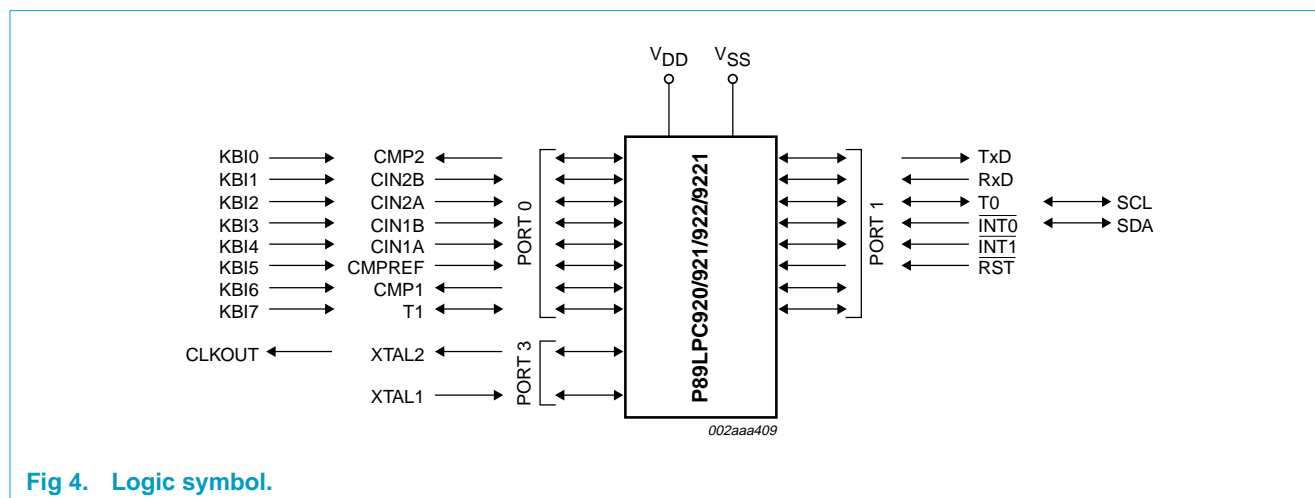 VDD VSS
KBI0 CMP2 TxD
KBI1 CIN2B RxD
KBI2 CIN2A T0 SCL
KBI3 CIN1B INT0 SDA
KBI4 CIN1A INT1
KBI5 CMPREF RST
KBI6 CMP1
KBI7 T1
PORT 0
P89LPC920/921/922/9221
PORT 1
CLKOUT XTAL2
XTAL1
PORT 3
002aaa409
Fig 4. Logic symbol.